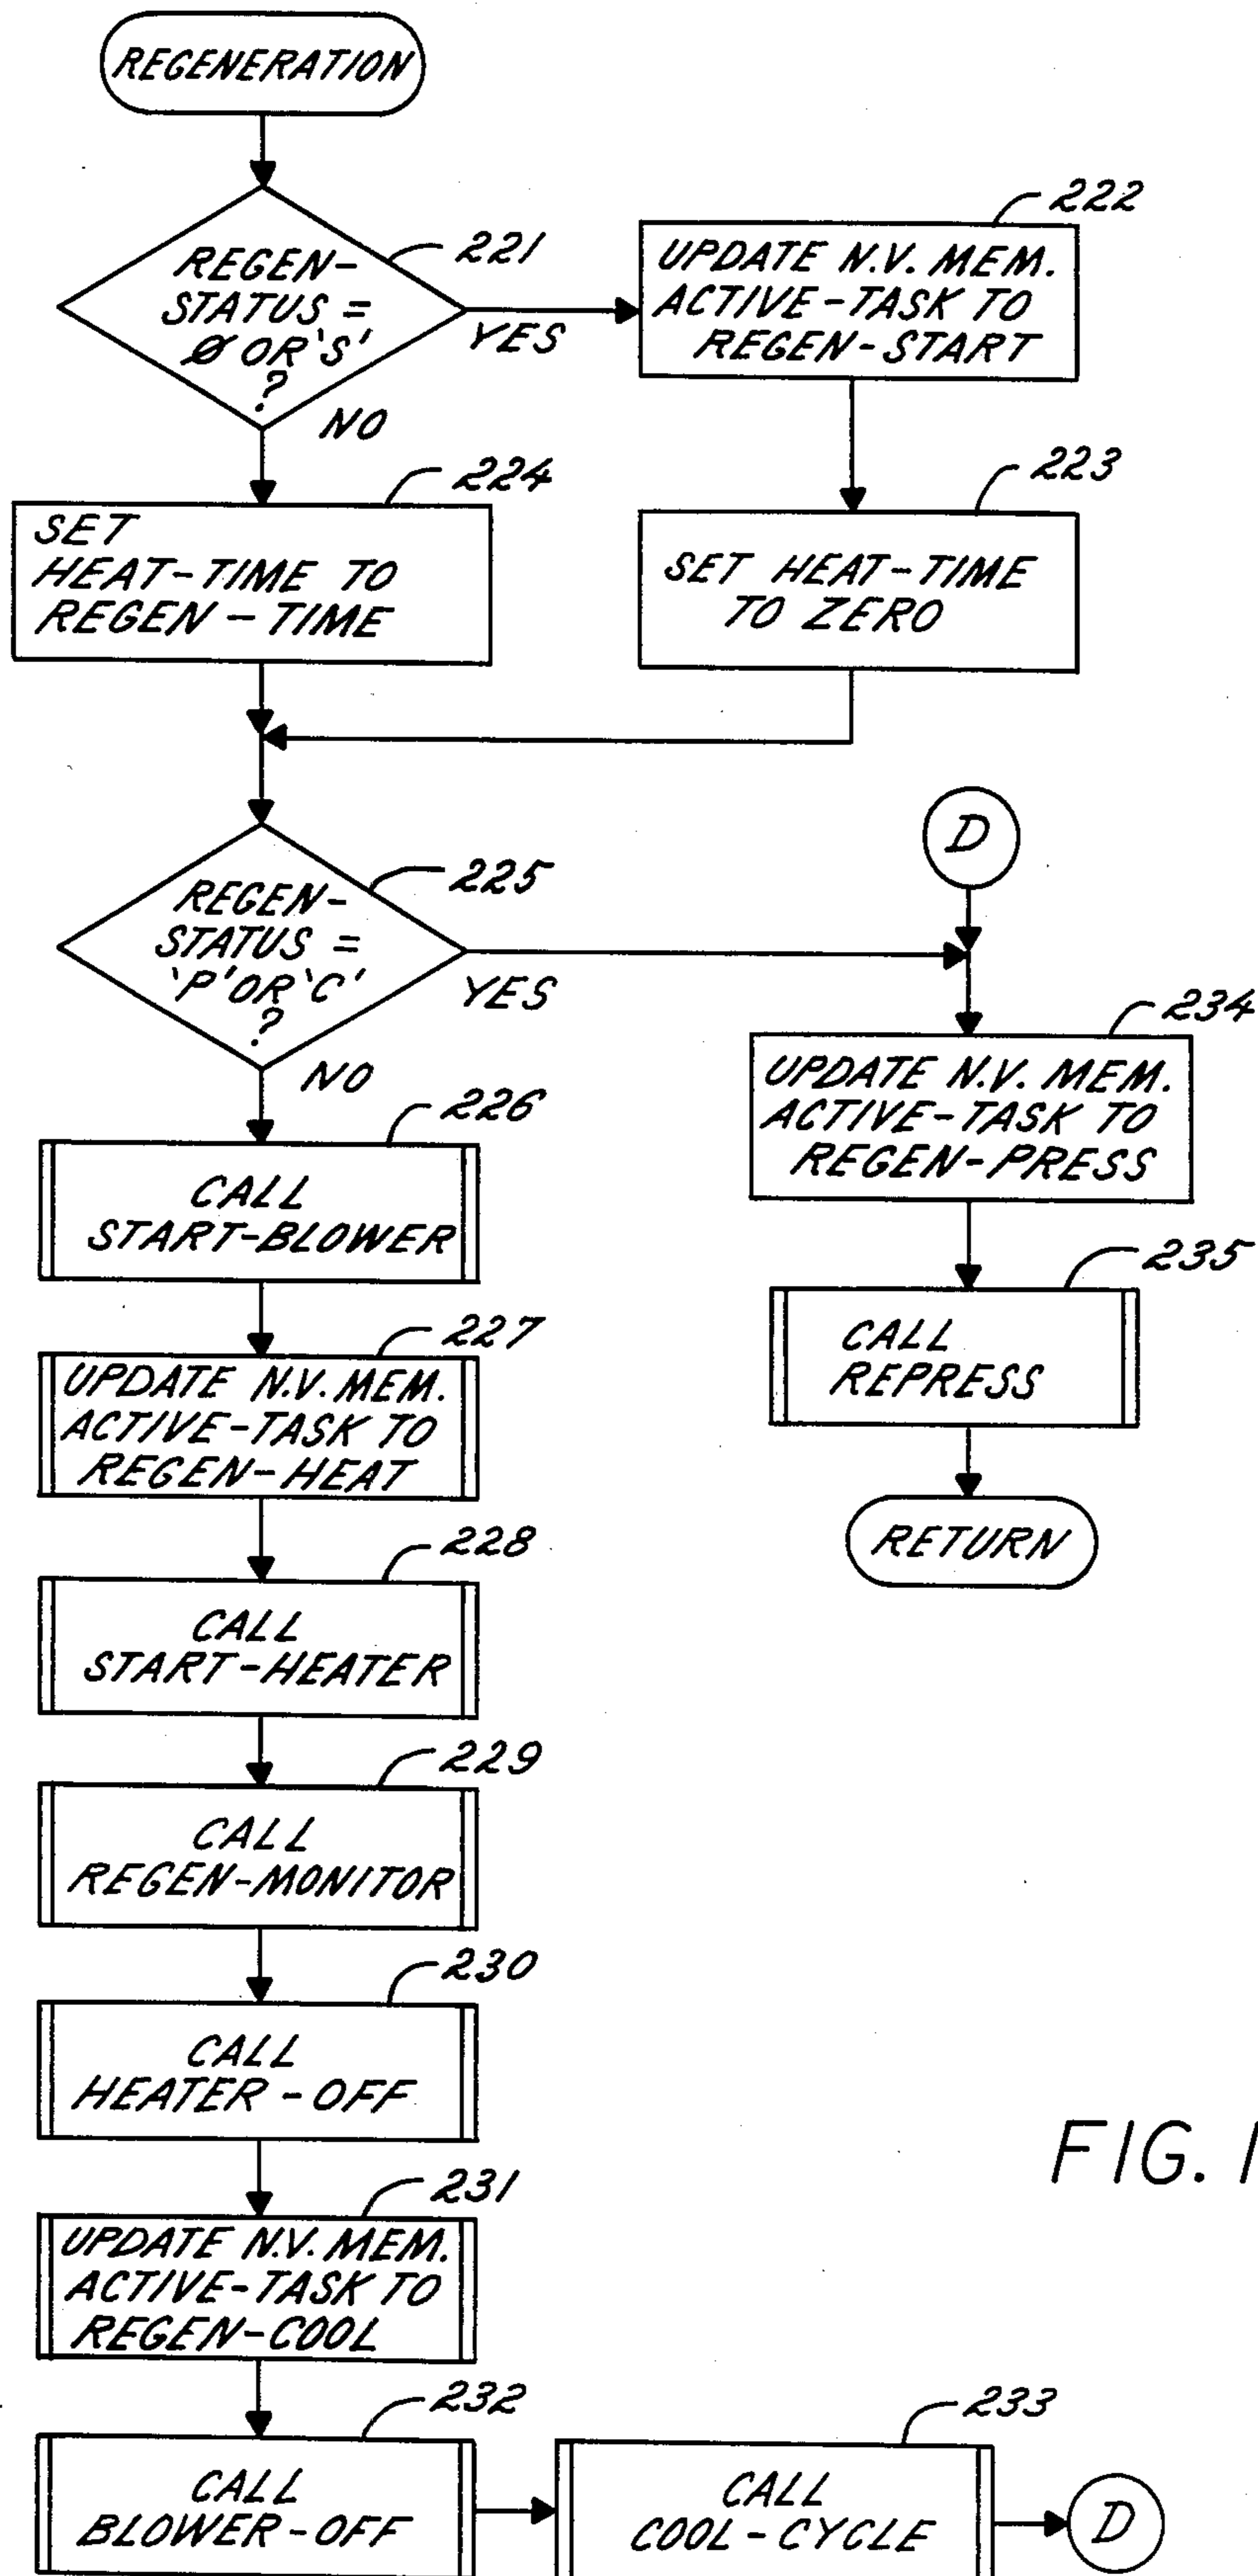 REGENERATION
221
REGEN-
STATUS =
Ø OR 'S'
?
YES
NO
222
UPDATE N.V. MEM.
ACTIVE-TASK TO
REGEN-START
224
SET
HEAT-TIME TO
REGEN-TIME
223
SET HEAT-TIME
TO ZERO
D
225
REGEN-
STATUS =
'P' OR 'C'
?
YES
NO
234
UPDATE N.V. MEM.
ACTIVE-TASK TO
REGEN-PRESS
226
CALL
START-BLOWER
235
CALL
REPRESS
227
UPDATE N.V. MEM.
ACTIVE-TASK TO
REGEN-HEAT
RETURN
228
CALL
START-HEATER
229
CALL
REGEN-MONITOR
230
CALL
HEATER-OFF
FIG. 1
231
UPDATE N.V. MEM.
ACTIVE-TASK TO
REGEN-COOL
232
CALL
BLOWER-OFF
233
CALL
COOL-CYCLE
D